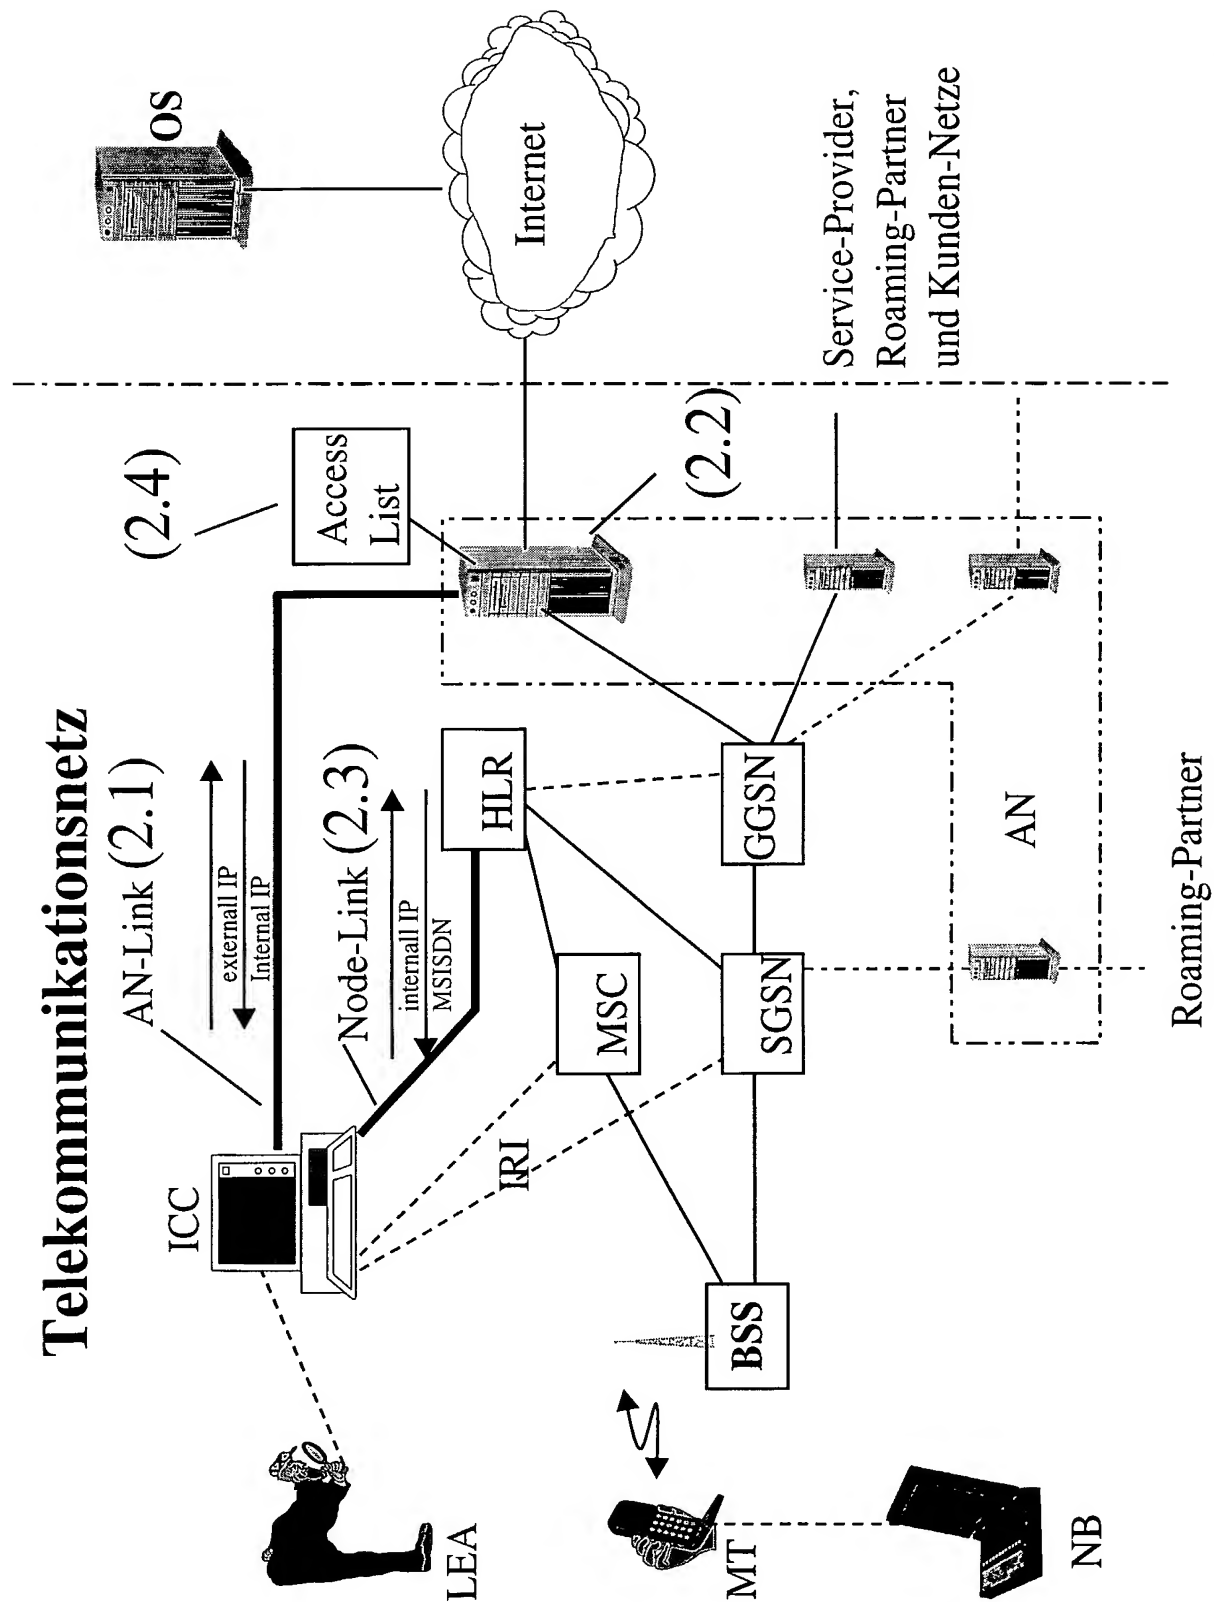 Telekommunikationsnetz
LEA
ICC
AN-Link (2.1)
externall IP
Internal IP
(2.4)
Access
List
OS
Node-Link (2.3)
internall IP
MSISDN
HLR
Internet
IRI
MSC
(2.2)
MT
BSS
SGSN
GGSN
Service-Provider,
Roaming-Partner
und Kunden-Netze
NB
AN
Roaming-Partner